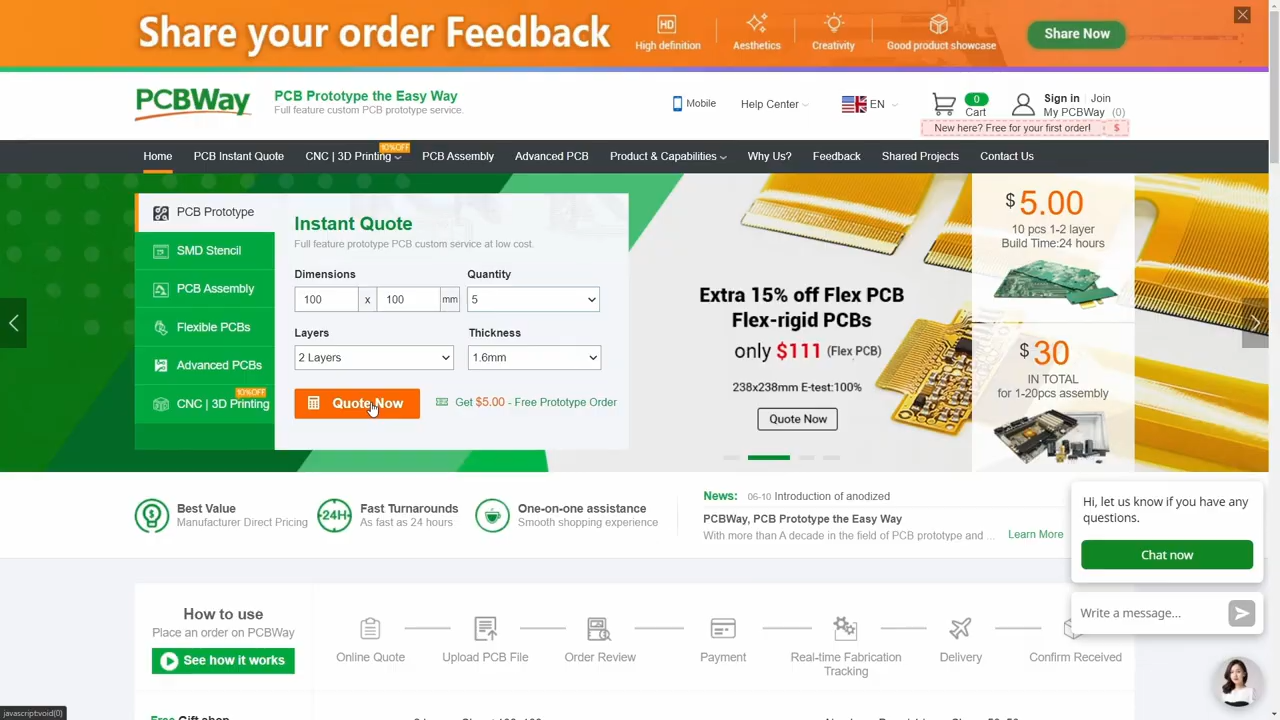 Share your order Feedback
HD
High definition
Aesthetics
Creativity
Good product showcase
Share Now
PCBWay
PCB Prototype the Easy Way
Full feature custom PCB prototype service.
Mobile
Help Center
EN
0
Cart
Sign in
Join
My PCBWay (0)
New here? Free for your first order! $
10%OFF
Home
PCB Instant Quote
CNC | 3D Printing
PCB Assembly
Advanced PCB
Product & Capabilities
Why Us?
Feedback
Shared Projects
Contact Us
PCB Prototype
SMD Stencil
PCB Assembly
Flexible PCBs
Advanced PCBs
10%OFF
CNC | 3D Printing
Instant Quote
Full feature prototype PCB custom service at low cost.
Dimensions
Quantity
100 x 100 mm
5
Layers
Thickness
2 Layers
1.6mm
Quote Now
Get $5.00 - Free Prototype Order
Extra 15% off Flex PCB
Flex-rigid PCBs
only $111 (Flex PCB)
238x238mm E-test:100%
Quote Now
$ 5.00
10 pcs 1-2 layer
Build Time:24 hours
$ 30
IN TOTAL
for 1-20pcs assembly
Best Value
Manufacturer Direct Pricing
24H
Fast Turnarounds
As fast as 24 hours
One-on-one assistance
Smooth shopping experience
News: 06-10 Introduction of anodized
PCBWay, PCB Prototype the Easy Way
With more than A decade in the field of PCB prototype and ...
Learn More
Hi, let us know if you have any
questions.
Chat now
Write a message...
How to use
Place an order on PCBWay
See how it works
Online Quote
Upload PCB File
Order Review
Payment
Real-time Fabrication
Tracking
Delivery
Confirm Received
javascript:void(0)
Free Gift shop